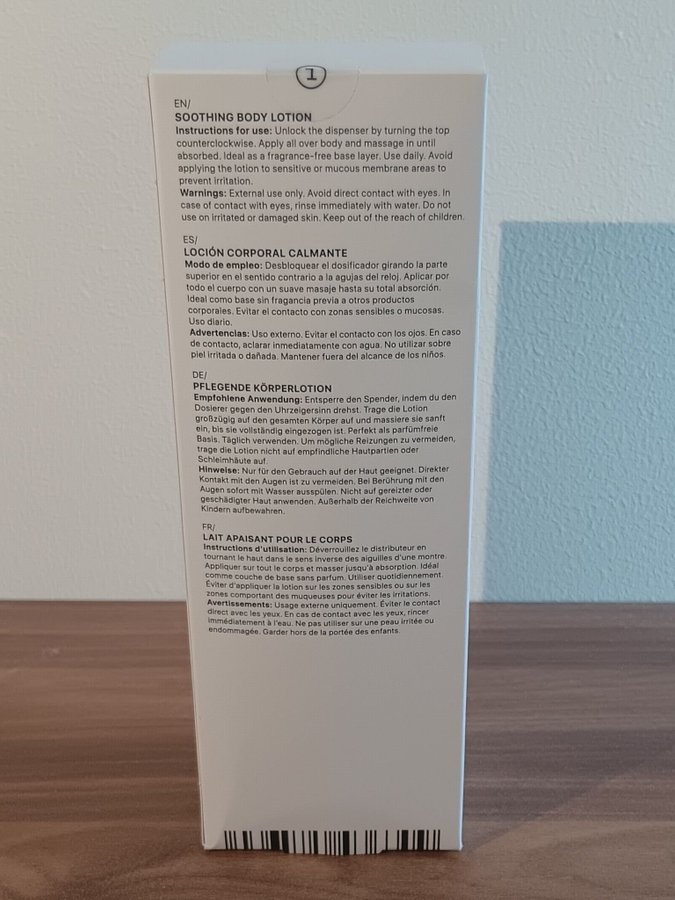 1
EN/
SOOTHING BODY LOTION
Instructions for use: Unlock the dispenser by turning the top
counterclockwise. Apply all over body and massage in until
absorbed. Ideal as a fragrance-free base layer. Use daily. Avoid
applying the lotion to sensitive or mucous membrane areas to
prevent irritation.
Warnings: External use only. Avoid direct contact with eyes. In
case of contact with eyes, rinse immediately with water. Do not
use on irritated or damaged skin. Keep out of the reach of children.
ES/
LOCIÓN CORPORAL CALMANTE
Modo de empleo: Desbloquear el dosificador girando la parte
superior en el sentido contrario a la agujas del reloj. Aplicar por
todo el cuerpo con un suave masaje hasta su total absorción.
Ideal como base sin fragancia previa a otros productos
corporales. Evitar el contacto con zonas sensibles o mucosas.
Uso diario.
Advertencias: Uso externo. Evitar el contacto con los ojos. En caso
de contacto, aclarar inmediatamente con agua. No utilizar sobre
piel irritada o dañada. Mantener fuera del alcance de los niños.
DE/
PFLEGENDE KÖRPERLOTION
Empfohlene Anwendung: Entsperre den Spender, indem du den
Dosierer gegen den Uhrzeigersinn drehst. Trage die Lotion
großzügig auf den gesamten Körper auf und massiere sie sanft
ein, bis sie vollständig eingezogen ist. Perfekt als parfümfreie
Basis. Täglich verwenden. Um mögliche Reizungen zu vermeiden,
trage die Lotion nicht auf empfindliche Hautpartien oder
Schleimhäute auf.
Hinweise: Nur für den Gebrauch auf der Haut geeignet. Direkter
Kontakt mit den Augen ist zu vermeiden. Bei Berührung mit den
Augen sofort mit Wasser ausspülen. Nicht auf gereizter oder
geschädigter Haut anwenden. Außerhalb der Reichweite von
Kindern aufbewahren.
FR/
LAIT APAISANT POUR LE CORPS
Instructions d'utilisation: Déverrouillez le distributeur en
tournant le haut dans le sens inverse des aiguilles d'une montre.
Appliquer sur tout le corps et masser jusqu'à absorption. Idéal
comme couche de base sans parfum. Utiliser quotidiennement.
Éviter d'appliquer la lotion sur les zones sensibles ou sur les
zones comportant des muqueuses pour éviter les irritations.
Avertissements: Usage externe uniquement. Éviter le contact
direct avec les yeux. En cas de contact avec les yeux, rincer
immédiatement à l'eau. Ne pas utiliser sur une peau irritée ou
endommagée. Garder hors de la portée des enfants.